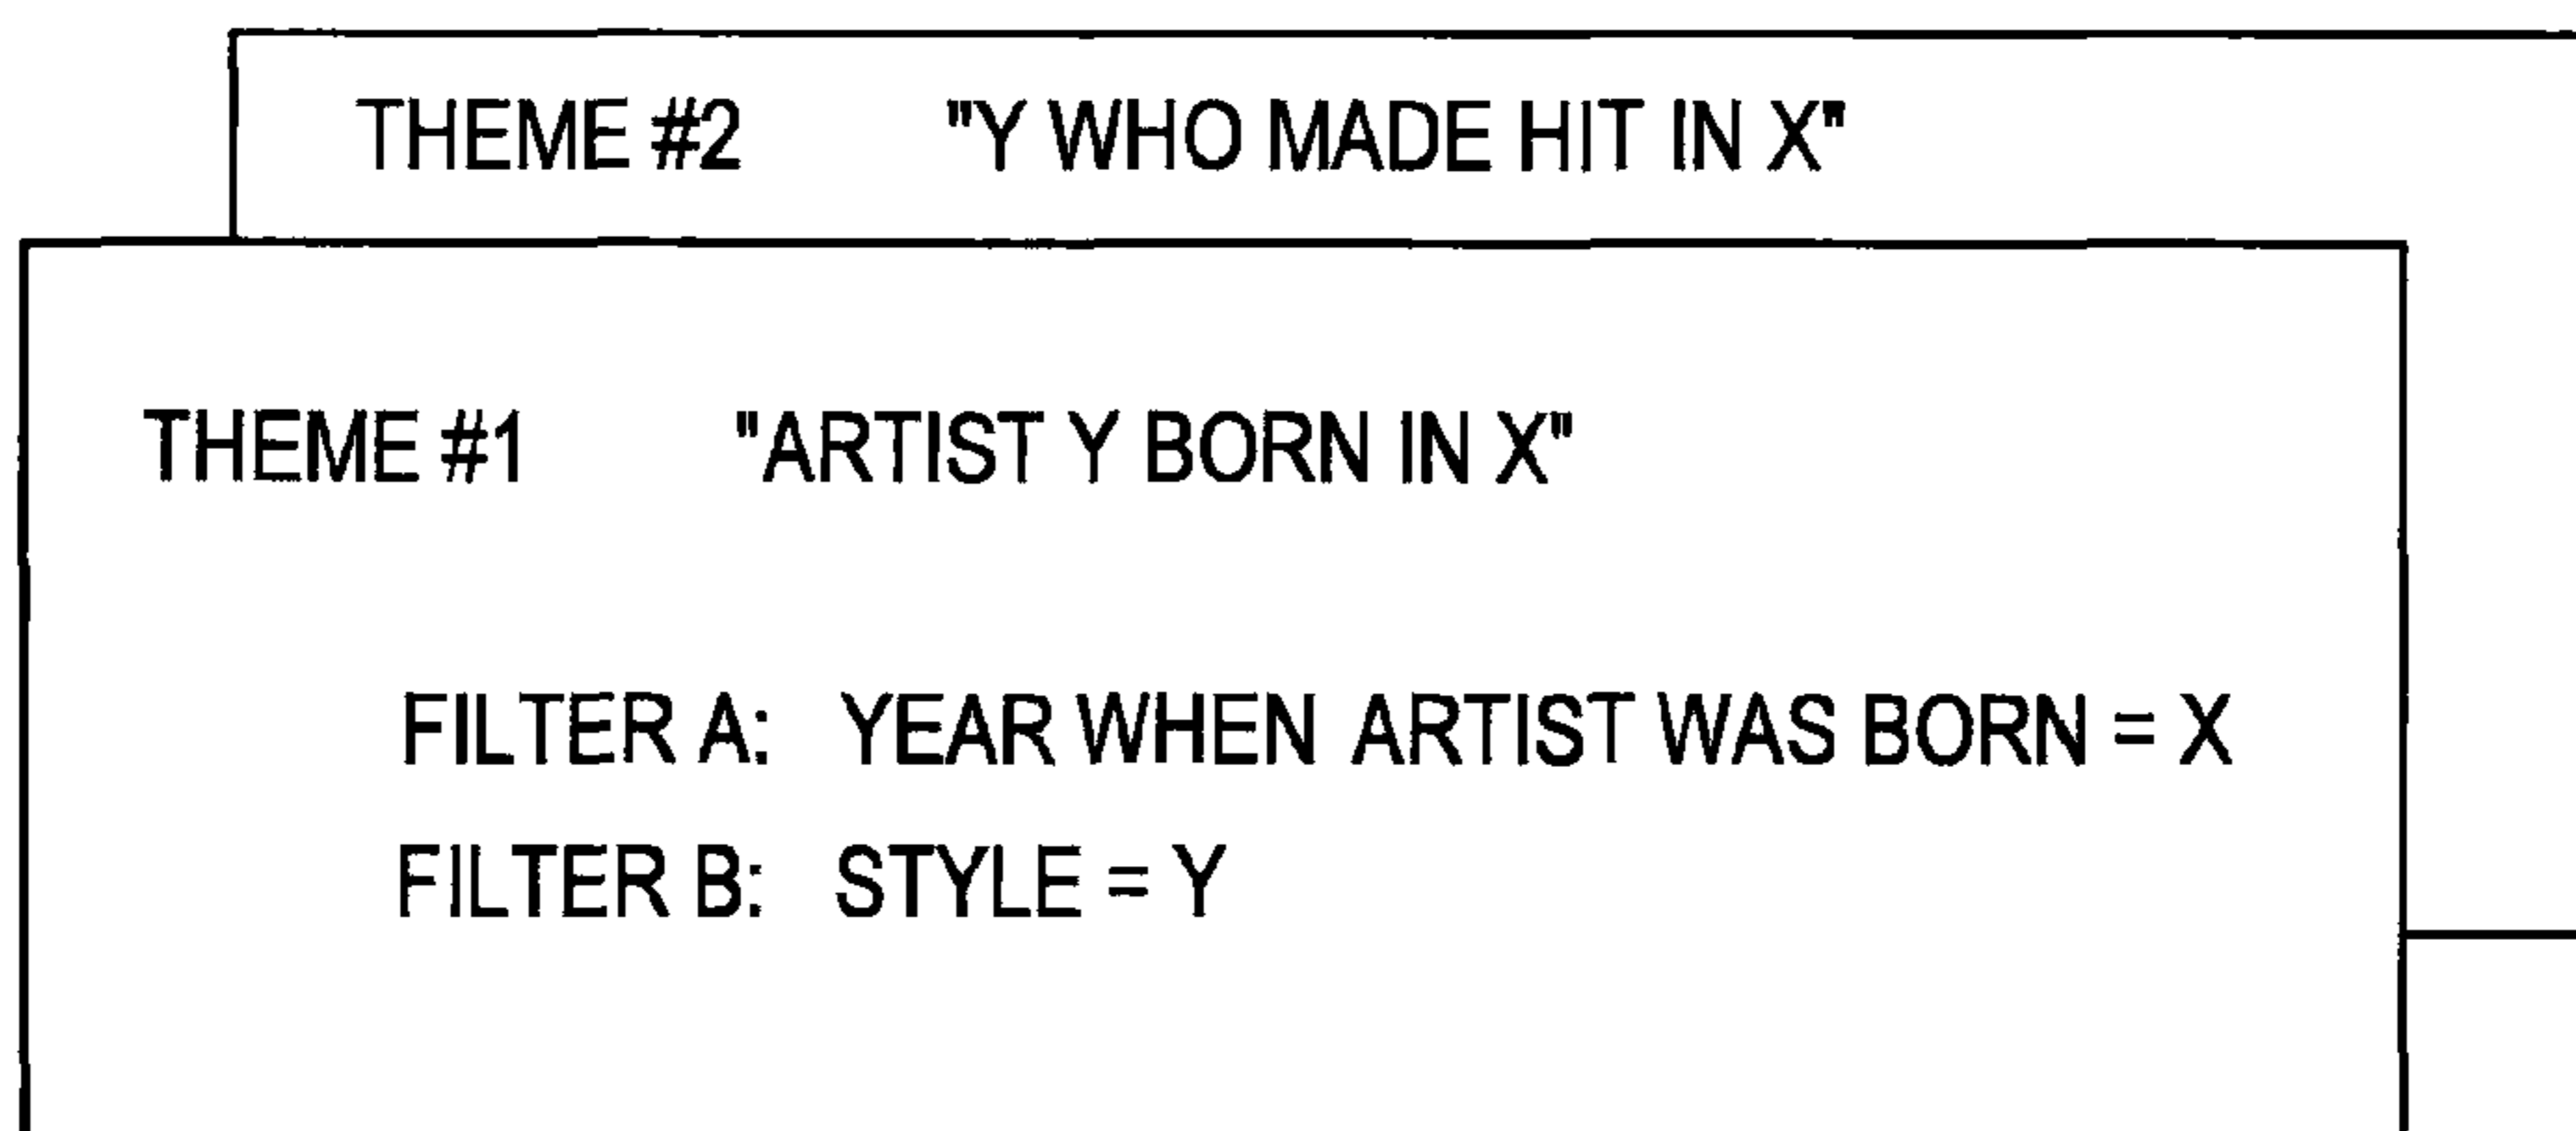 THEME #2 "Y WHO MADE HIT IN X"
THEME #1 "ARTIST Y BORN IN X"
FILTER A: YEAR WHEN ARTIST WAS BORN = X
FILTER B: STYLE = Y